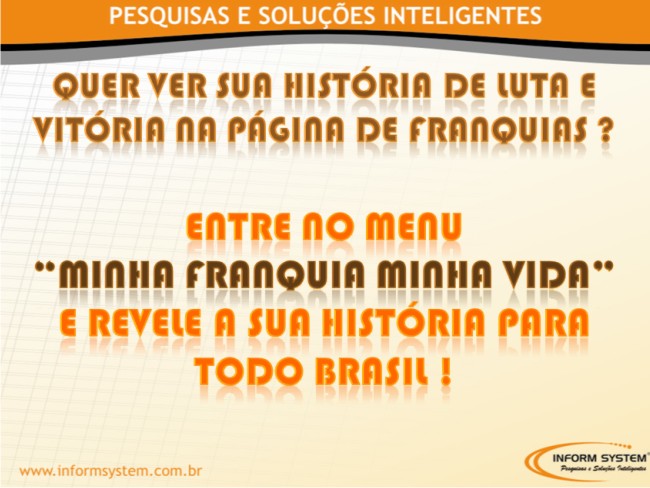 PESQUISAS E SOLUÇÕES INTELIGENTES
QUER VER SUA HISTÓRIA DE LUTA E
VITÓRIA NA PÁGINA DE FRANQUIAS ?
ENTRE NO MENU
“MINHA FRANQUIA MINHA VIDA”
E REVELE A SUA HISTÓRIA PARA
TODO BRASIL !
www.informsystem.com.br
INFORM SYSTEM
Pesquisas e Soluções Inteligentes